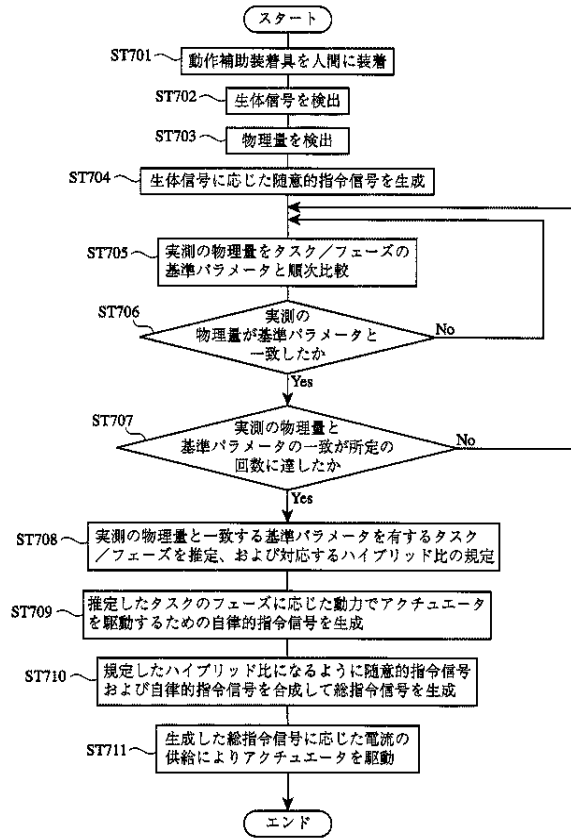 スタート
ST701
動作補助装着具を人間に装着
ST702
生体信号を検出
ST703
物理量を検出
ST704
生体信号に応じた随意的指令信号を生成
ST705
実測の物理量をタスク／フェーズの
基準パラメータと順次比較
ST706
実測の
物理量が基準パラメータと
一致したか
No
Yes
ST707
実測の物理量と
基準パラメータの一致が所定の
回数に達したか
No
Yes
ST708
実測の物理量と一致する基準パラメータを有するタスク
／フェーズを推定、および対応するハイブリッド比の規定
ST709
推定したタスクのフェーズに応じた動力でアクチュエータ
を駆動するための自律的指令信号を生成
ST710
規定したハイブリッド比になるように随意的指令信号
および自律的指令信号を合成して総指令信号を生成
ST711
生成した総指令信号に応じた電流の
供給によりアクチュエータを駆動
エンド